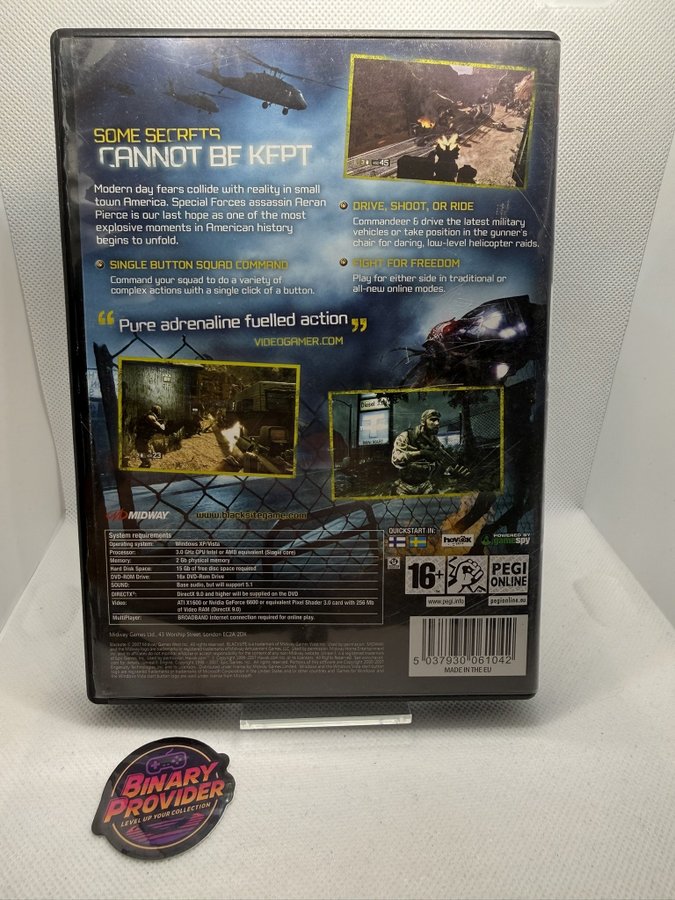 SOME SECRETS
CANNOT BE KEPT
Modern day fears collide with reality in small
town America. Special Forces assassin Aeran
Pierce is our last hope as one of the most
explosive moments in American history
begins to unfold.
SINGLE BUTTON SQUAD COMMAND
Command your squad to do a variety of
complex actions with a single click of a button.
45
DRIVE, SHOOT, OR RIDE
Commandeer & drive the latest military
vehicles or take position in the gunner's
chair for daring, low-level helicopter raids.
FIGHT FOR FREEDOM
Play for either side in traditional or
all-new online modes.
“ Pure adrenaline fuelled action ”
VIDEOGAMER.COM
23
Diesel
MIDWAY
www.blacksitegame.com
System requirements
Operating system: Windows XP/Vista
Processor: 3.0 GHz CPU Intel or AMD equivalent (Single core)
Memory: 2 Gb physical memory
Hard Disk Space: 15 Gb of free disc space required
DVD-ROM Drive: 16x DVD-Rom Drive
SOUND: Base audio, but will support 5.1
DIRECTX®: DirectX 9.0 and higher will be supplied on the DVD
Video: ATI X1600 or Nvidia GeForce 6600 or equivalent Pixel Shader 3.0 card with 256 Mb
of Video RAM (DirectX 9.0)
MultiPlayer: BROADBAND Internet connection required for online play.
QUICKSTART IN:
havok
POWERED BY
gamespy
16+
www.pegi.info
PEGI
ONLINE
pegionline.eu
Midway Games Ltd., 43 Worship Street London EC2A 2DX
5 037930 061042
MADE IN THE EU
BINARY
PROVIDER
LEVEL UP YOUR COLLECTION